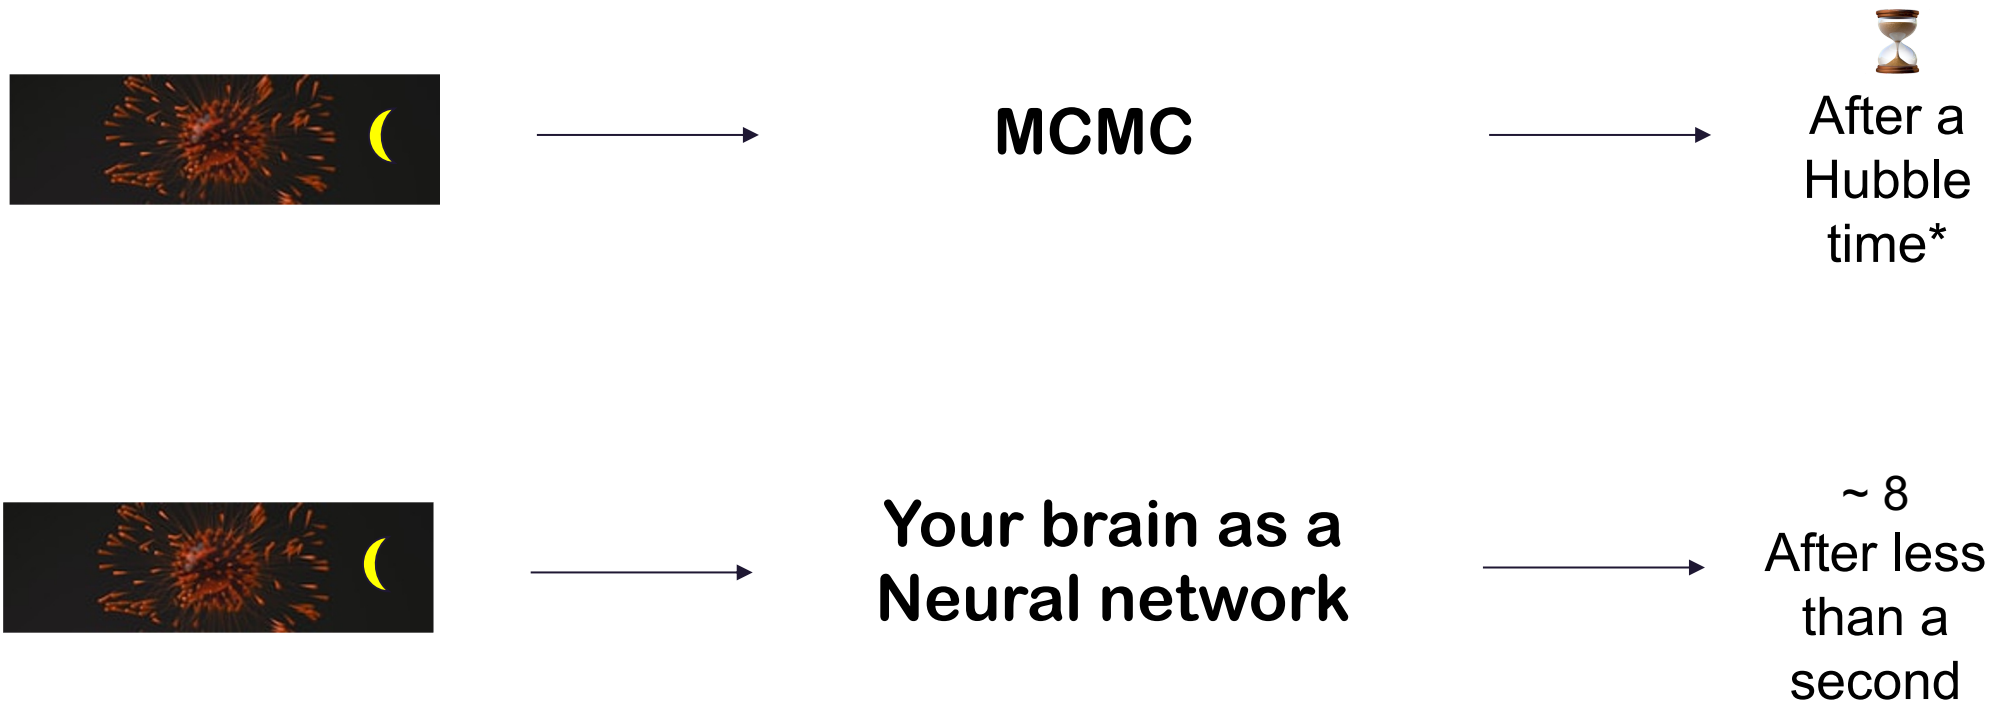 MCMC
After a
Hubble
time*
Your brain as a
Neural network
~ 8
After less
than a
second